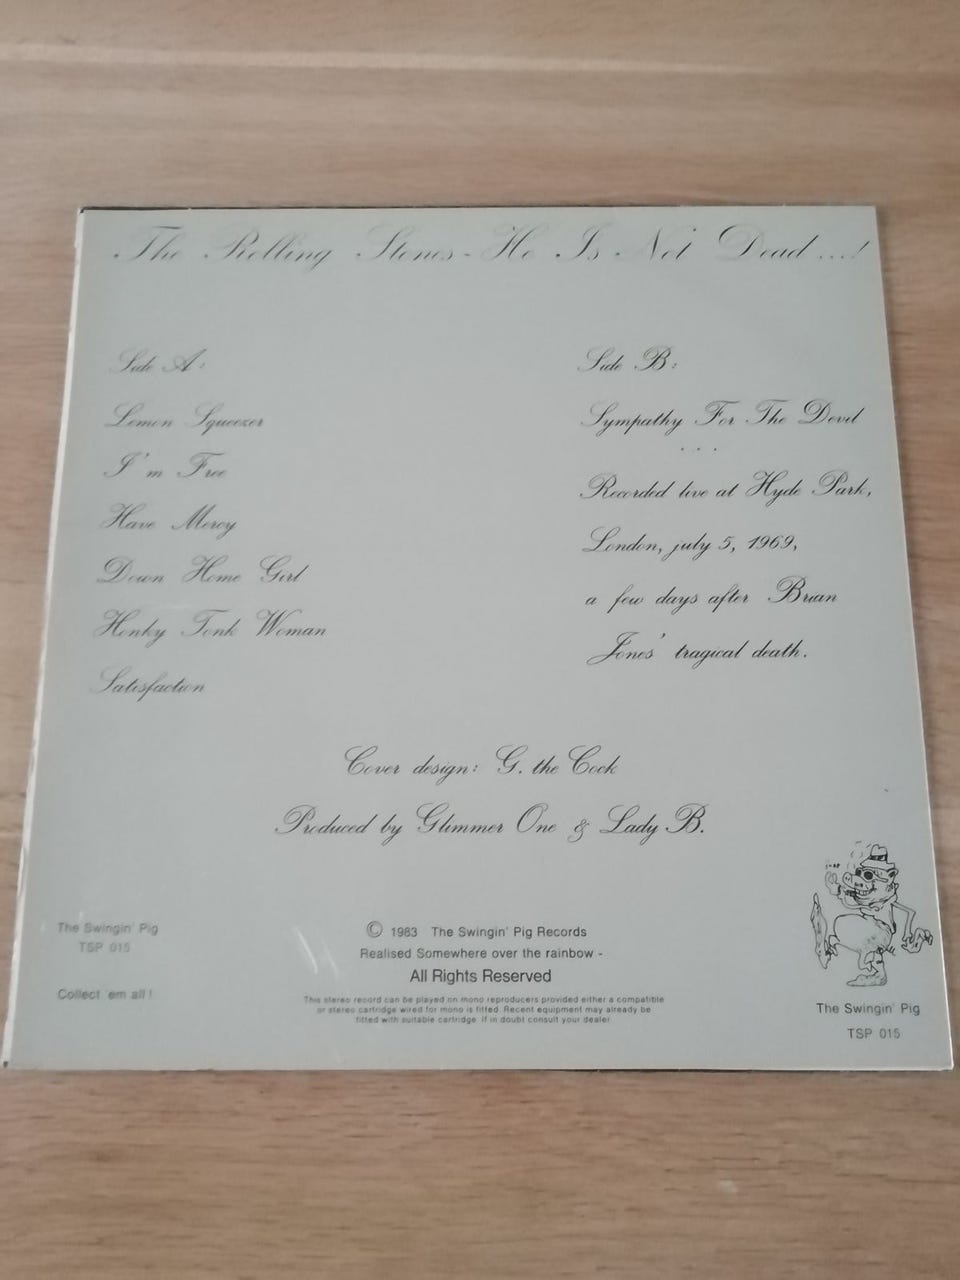 The Rolling Stones - He Is Not Dead ...!
Side A:
Lemon Squeezer
I'm Free
Have Mercy
Down Home Girl
Honky Tonk Woman
Satisfaction
Side B:
Sympathy For The Devil
...
Recorded live at Hyde Park,
London, july 5, 1969,
a few days after Brian
Jones' tragical death.
Cover design: G. the Cock
Produced by Glimmer One & Lady B.
The Swingin' Pig
TSP 015
Collect 'em all!
© 1983 The Swingin' Pig Records
Realised Somewhere over the rainbow -
All Rights Reserved
This stereo record can be played on mono reproducers provided either a compatible
or stereo cartridge wired for mono is fitted. Recent equipment may already be
fitted with suitable cartridge. If in doubt consult your dealer.
The Swingin' Pig
TSP 015